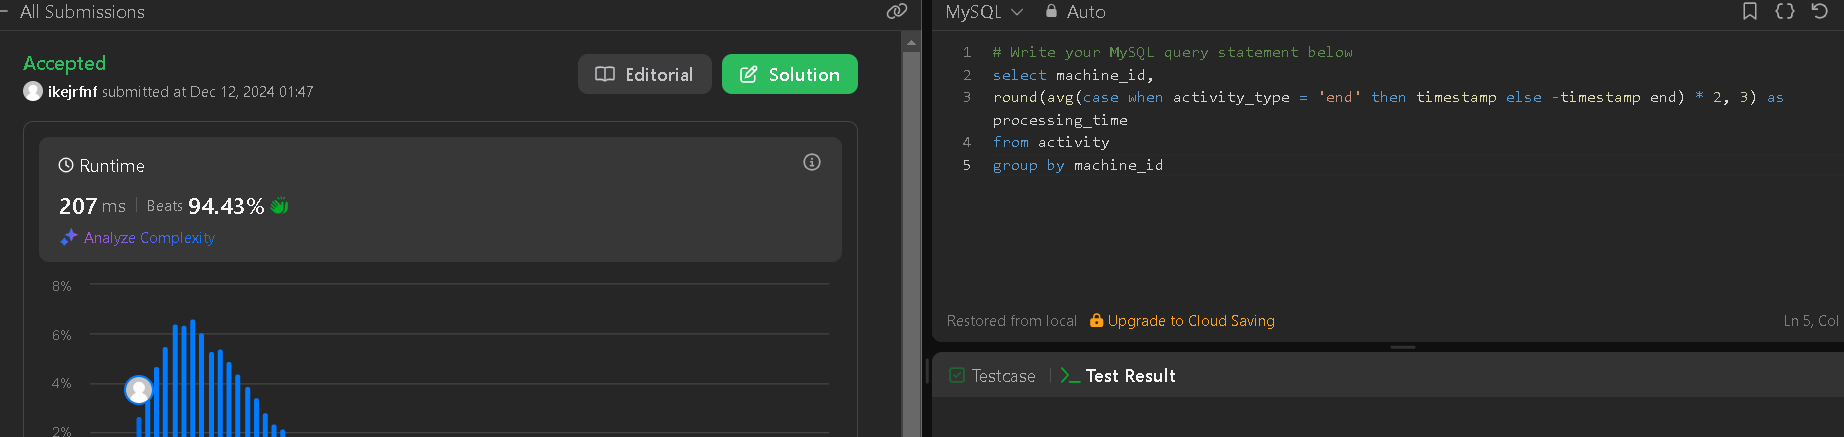 All Submissions
Accepted
ikejrfnf submitted at Dec 12, 2024 01:47
Editorial
Solution
Runtime
207 ms | Beats 94.43%
Analyze Complexity
8%
6%
4%
2%
MySQL Auto
1 # Write your MySQL query statement below
2 select machine_id,
3 round(avg(case when activity_type = 'end' then timestamp else -timestamp end) * 2, 3) as
processing_time
4 from activity
5 group by machine_id
Restored from local Upgrade to Cloud Saving
Ln 5, Col
Testcase | >_ Test Result